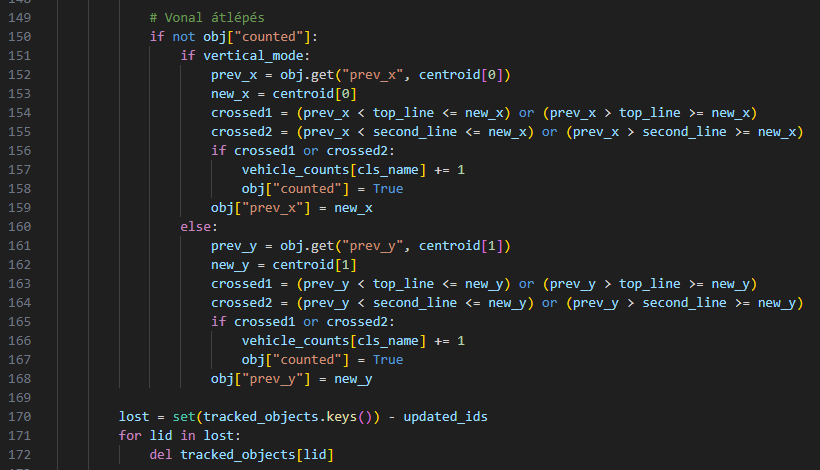 149 # Vonal átlépés
150 if not obj["counted"]:
151 if vertical_mode:
152 prev_x = obj.get("prev_x", centroid[0])
153 new_x = centroid[0]
154 crossed1 = (prev_x < top_line <= new_x) or (prev_x > top_line >= new_x)
155 crossed2 = (prev_x < second_line <= new_x) or (prev_x > second_line >= new_x)
156 if crossed1 or crossed2:
157 vehicle_counts[cls_name] += 1
158 obj["counted"] = True
159 obj["prev_x"] = new_x
160 else:
161 prev_y = obj.get("prev_y", centroid[1])
162 new_y = centroid[1]
163 crossed1 = (prev_y < top_line <= new_y) or (prev_y > top_line >= new_y)
164 crossed2 = (prev_y < second_line <= new_y) or (prev_y > second_line >= new_y)
165 if crossed1 or crossed2:
166 vehicle_counts[cls_name] += 1
167 obj["counted"] = True
168 obj["prev_y"] = new_y
169
170 lost = set(tracked_objects.keys()) - updated_ids
171 for lid in lost:
172 del tracked_objects[lid]